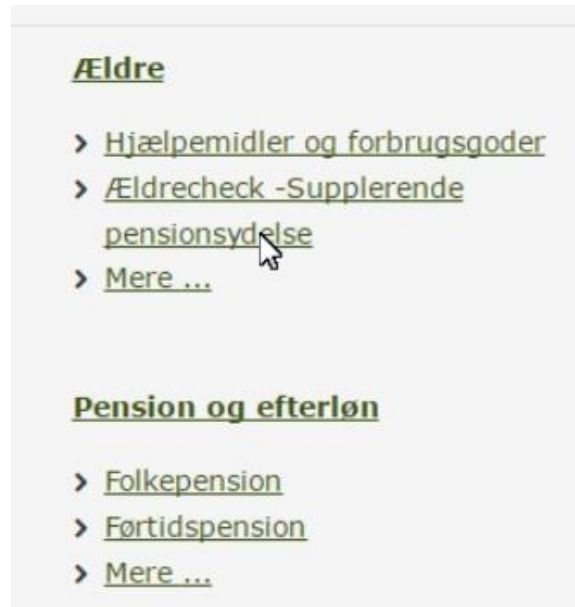 Ældre
Hjælpemidler og forbrugsgoder
Ældrecheck -Supplerende
pensionsydelse
Mere ...
Pension og efterløn
Folkepension
Førtidspension
Mere ...